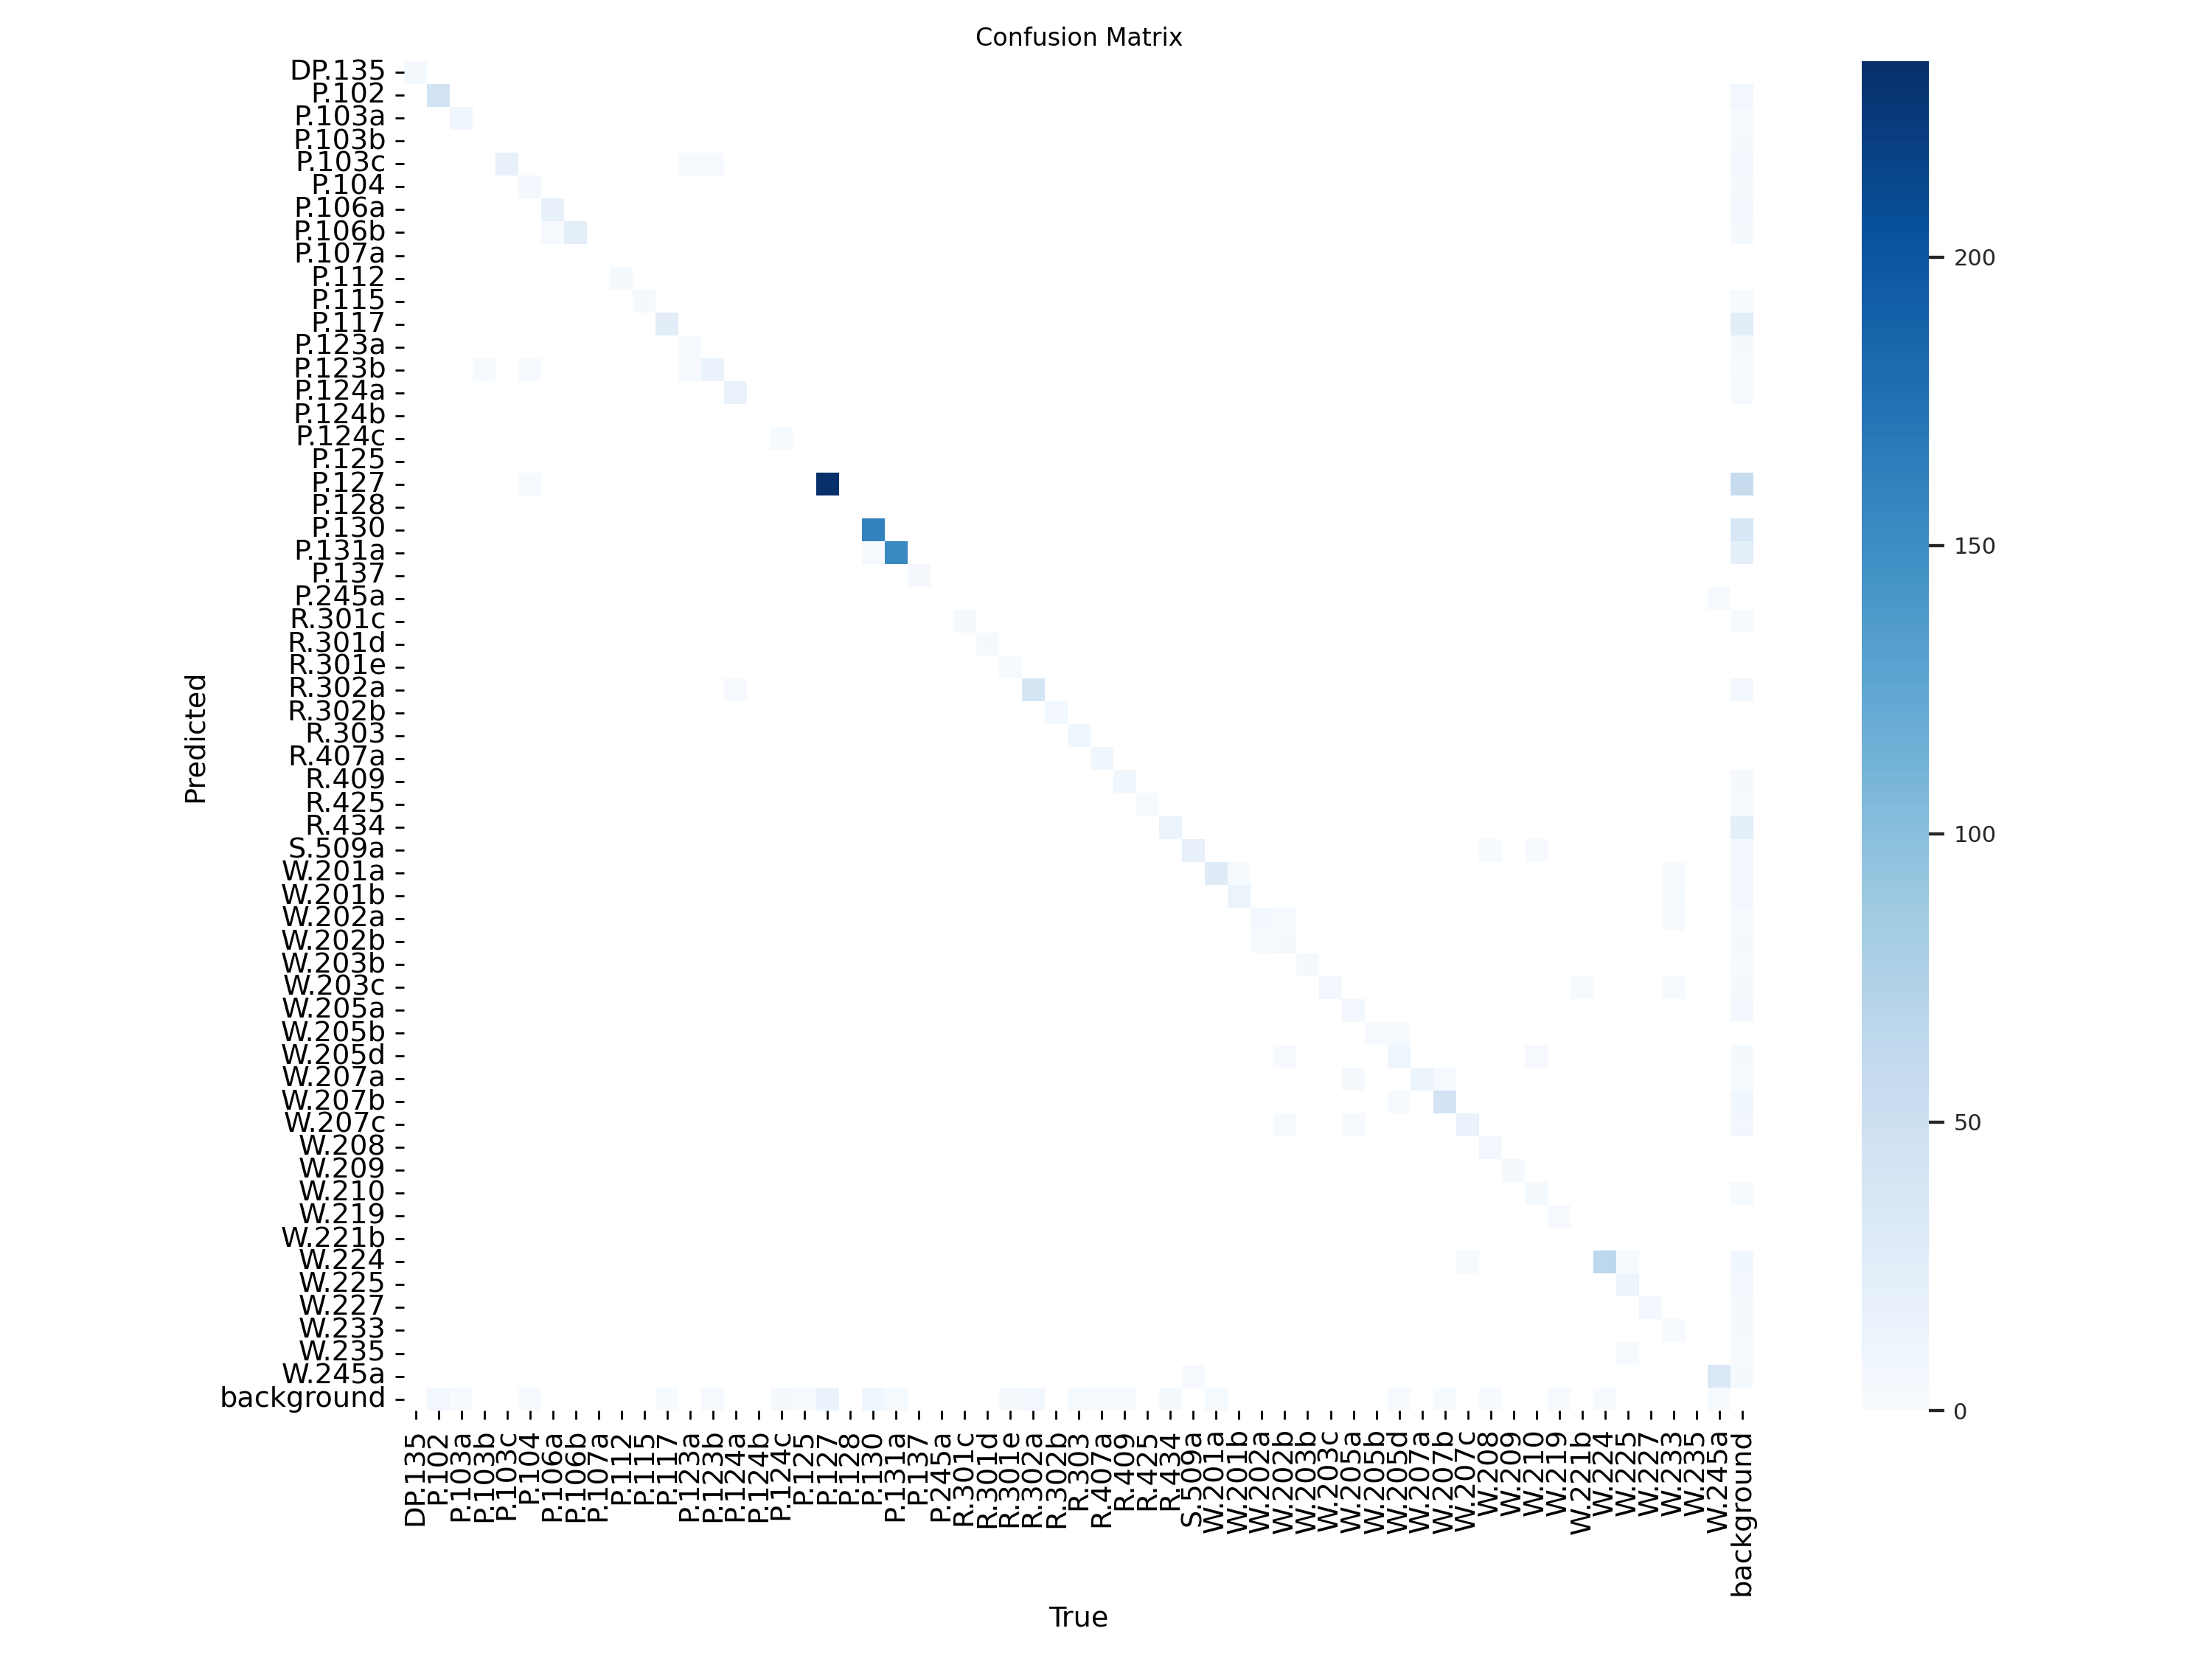 Confusion Matrix
DP.135
P.102
P.103a
P.103b
P.103c
P.104
P.106a
P.106b
P.107a
P.112
P.115
P.117
P.123a
P.123b
P.124a
P.124b
P.124c
P.125
P.127
P.128
P.130
P.131a
P.137
P.245a
R.301c
R.301d
R.301e
R.302a
R.302b
R.303
R.407a
R.409
R.425
R.434
S.509a
W.201a
W.201b
W.202a
W.202b
W.203b
W.203c
W.205a
W.205b
W.205d
W.207a
W.207b
W.207c
W.208
W.209
W.210
W.219
W.221b
W.224
W.225
W.227
W.233
W.235
W.245a
background
Predicted
DP.135
P.102
P.103a
P.103b
P.103c
P.104
P.106a
P.106b
P.107a
P.112
P.115
P.117
P.123a
P.123b
P.124a
P.124b
P.124c
P.125
P.127
P.128
P.130
P.131a
P.137
P.245a
R.301c
R.301d
R.301e
R.302a
R.302b
R.303
R.407a
R.409
R.425
R.434
S.509a
W.201a
W.201b
W.202a
W.202b
W.203b
W.203c
W.205a
W.205b
W.205d
W.207a
W.207b
W.207c
W.208
W.209
W.210
W.219
W.221b
W.224
W.225
W.227
W.233
W.235
W.245a
background
True
200
150
100
50
0